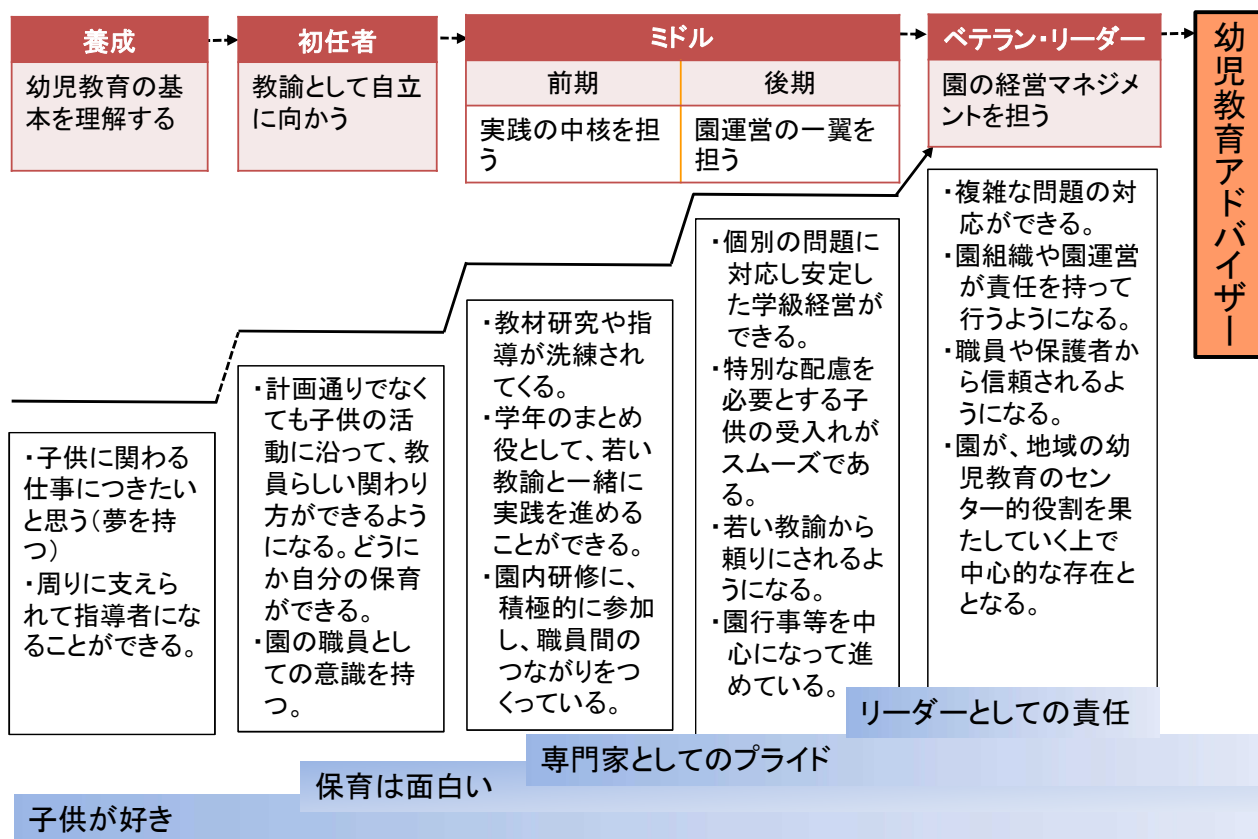 養成
幼児教育の基
本を理解する
初任者
教諭として自立
に向かう
ミドル
前期
後期
実践の中核を担
う
園運営の一翼を
担う
ベテラン・リーダー
園の経営マネジメ
ントを担う
幼児教育アドバイザー
・子供に関わる
仕事につきたい
と思う(夢を持
つ)
・周りに支えら
れて指導者にな
ることができる。
・計画通りでなく
ても子供の活
動に沿って、教
員らしい関わり
方ができるよう
になる。どうに
か自分の保育
ができる。
・園の職員とし
ての意識を持
つ。
・教材研究や指
導が洗練され
てくる。
・学年のまとめ
役として、若い
教諭と一緒に
実践を進める
ことができる。
・園内研修に、
積極的に参加
し、職員間の
つながりをつ
くっている。
・個別の問題に
対応し安定し
た学級経営が
できる。
・特別な配慮を
必要とする子
供の受入れが
スムーズであ
る。
・若い教諭から
頼りにされるよ
うになる。
・園行事等を中
心になって進
めている。
・複雑な問題の対
応ができる。
・園組織や園運営
が責任を持って
行うようになる。
・職員や保護者か
ら信頼されるよ
うになる。
・園が、地域の幼
児教育のセン
ター的役割を果
たしていく上で
中心的な存在と
となる。
リーダーとしての責任
専門家としてのプライド
保育は面白い
子供が好き